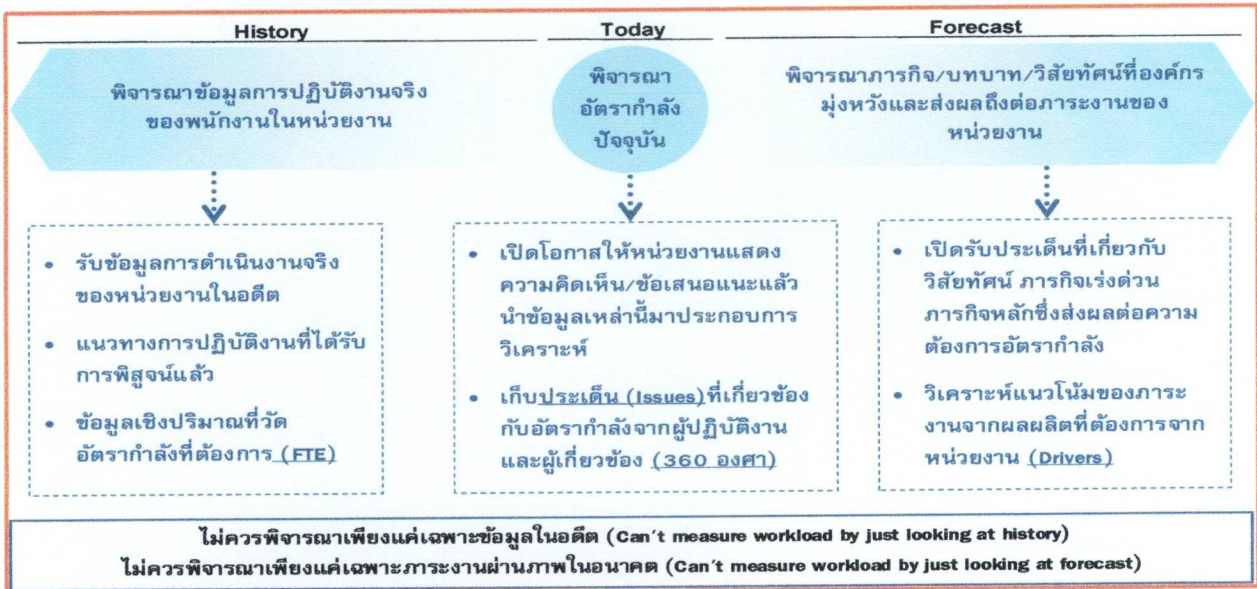 History
Today
Forecast
พิจารณาข้อมูลการปฏิบัติงานจริง
ของพนักงานในหน่วยงาน
พิจารณา
อัตรากำลัง
ปัจจุบัน
พิจารณาภารกิจ/บทบาท/วิสัยทัศน์ที่องค์กร
มุ่งหวังและส่งผลถึงต่อภาระงานของ
หน่วยงาน
• รับข้อมูลการดำเนินงานจริง
ของหน่วยงานในอดีต
• แนวทางการปฏิบัติงานที่ได้รับ
การพิสูจน์แล้ว
• ข้อมูลเชิงปริมาณที่วัด
อัตรากำลังที่ต้องการ (FTE)
• เปิดโอกาสให้หน่วยงานแสดง
ความคิดเห็น/ข้อเสนอแนะแล้ว
นำข้อมูลเหล่านี้มาประกอบการ
วิเคราะห์
• เก็บประเด็น (Issues)ที่เกี่ยวข้อง
กับอัตรากำลังจากผู้ปฏิบัติงาน
และผู้เกี่ยวข้อง (360 องศา)
• เปิดรับประเด็นที่เกี่ยวกับ
วิสัยทัศน์ ภารกิจเร่งด่วน
ภารกิจหลักซึ่งส่งผลต่อความ
ต้องการอัตรากำลัง
• วิเคราะห์แนวโน้มของภาระ
งานจากผลผลิตที่ต้องการจาก
หน่วยงาน (Drivers)
ไม่ควรพิจารณาเพียงแค่เฉพาะข้อมูลในอดีต (Can't measure workload by just looking at history)
ไม่ควรพิจารณาเพียงแค่เฉพาะภาระงานผ่านภาพในอนาคต (Can't measure workload by just looking at forecast)